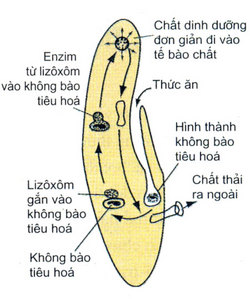 Chất dinh dưỡng
đơn giản đi vào
tế bào chất
Enzim
từ lizôxôm
vào không bào
tiêu hoá
Thức ăn
Hình thành
không bào
tiêu hoá
Chất thải
ra ngoài
Lizôxôm
gắn vào
không bào
tiêu hoá
Không bào
tiêu hoá